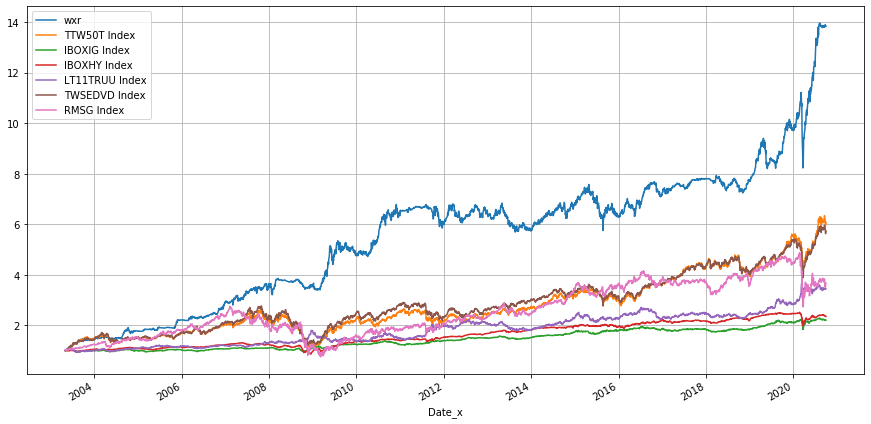 wxr
TTW50T Index
IBOXIG Index
IBOXHY Index
LT11TRUU Index
TWSEDVD Index
RMSG Index
14
12
10
8
6
4
2
2004 2006 2008 2010 2012 2014 2016 2018 2020
Date_x